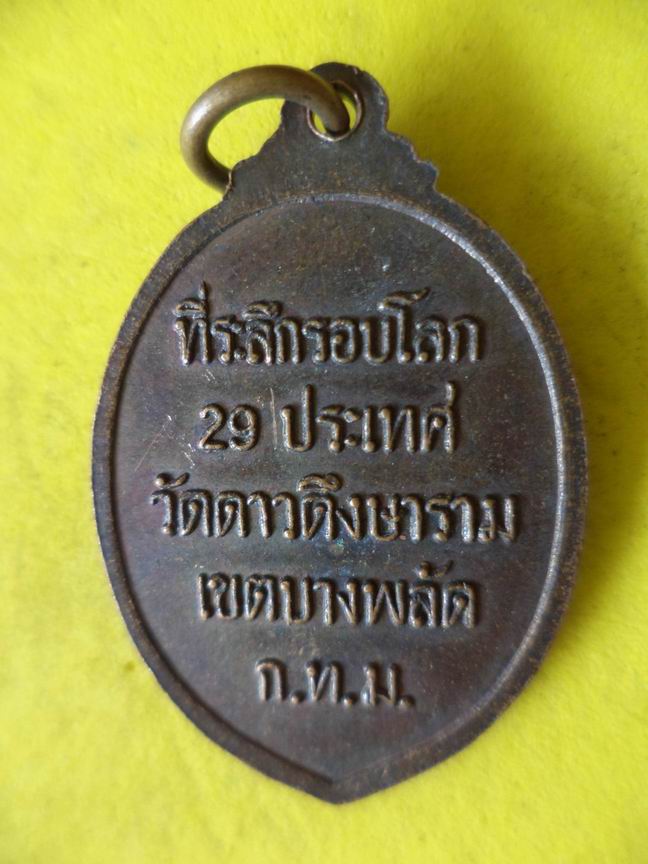 ที่ระลึกรอบโลก
29 ประเทศ
วัดดาวดึงษาราม
เขตบางพลัด
ก.ท.ม.